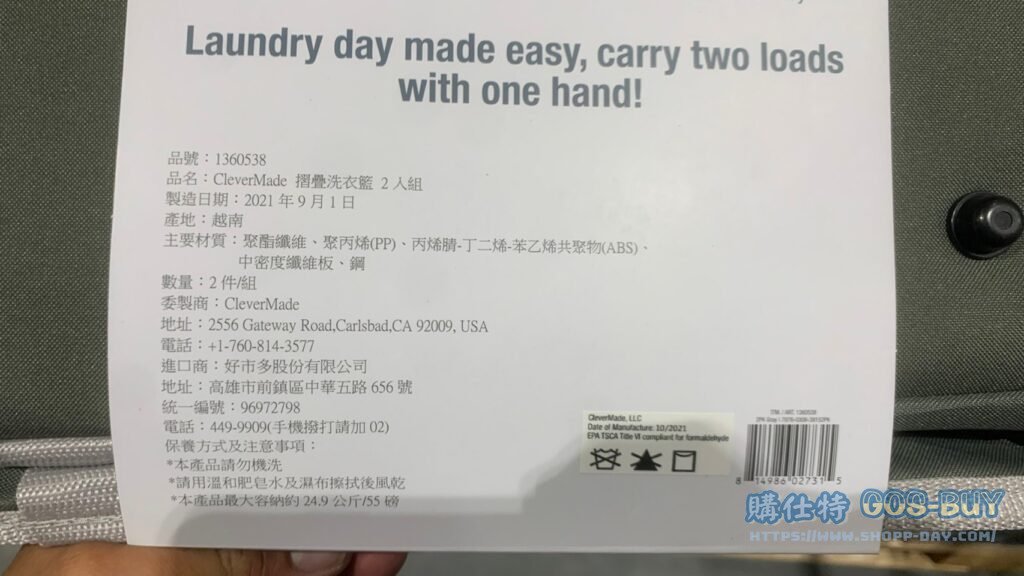 Laundry day made easy, carry two loads
with one hand!
品號：1360538
品名：CleverMade 摺疊洗衣籃 2 入組
製造日期：2021 年 9 月 1 日
產地：越南
主要材質：聚酯纖維、聚丙烯(PP)、丙烯腈-丁二烯-苯乙烯共聚物(ABS)、
中密度纖維板、鋼
數量：2 件/組
委製商：CleverMade
地址：2556 Gateway Road,Carlsbad,CA 92009, USA
電話：+1-760-814-3577
進口商：好市多股份有限公司
地址：高雄市前鎮區中華五路 656 號
統一編號：96972798
電話：449-9909(手機撥打請加 02)
保養方式及注意事項：
*本產品請勿機洗
*請用溫和肥皂水及濕布擦拭後風乾
*本產品最大容納約 24.9 公斤/55 磅
CleverMade, LLC
Date of Manufacture: 10/2021
EPA TSCA Title VI compliant for formaldehyde
ITM. / ART. 1360538
8 14986 02731 5
購仕特 GOS-BUY
HTTPS://WWW.SHOPP-DAY.COM/